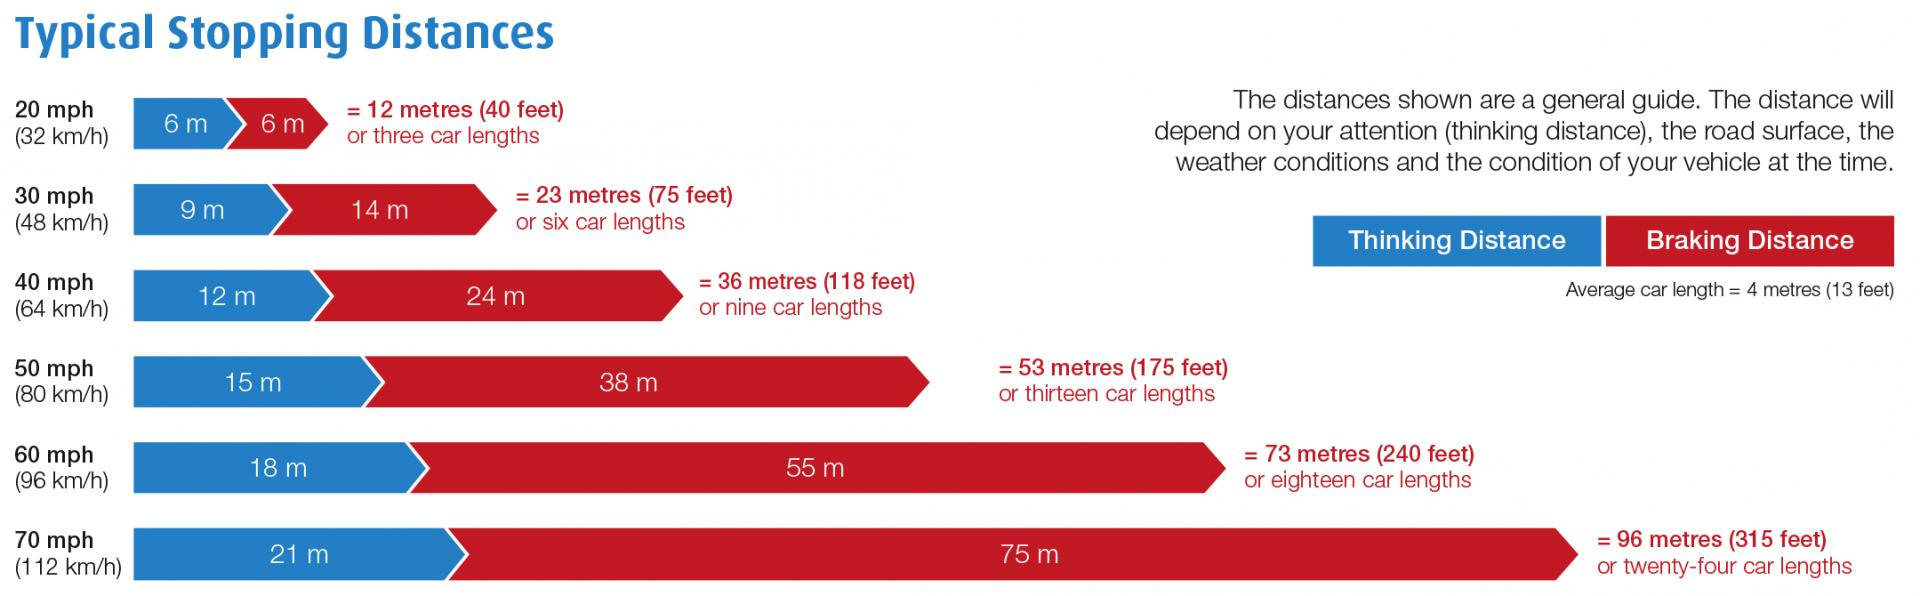 Typical Stopping Distances
20 mph
(32 km/h)
6 m
6 m
= 12 metres (40 feet)
or three car lengths
The distances shown are a general guide. The distance will
depend on your attention (thinking distance), the road surface, the
weather conditions and the condition of your vehicle at the time.
30 mph
(48 km/h)
9 m
14 m
= 23 metres (75 feet)
or six car lengths
Thinking Distance
Braking Distance
Average car length = 4 metres (13 feet)
40 mph
(64 km/h)
12 m
24 m
= 36 metres (118 feet)
or nine car lengths
50 mph
(80 km/h)
15 m
38 m
= 53 metres (175 feet)
or thirteen car lengths
60 mph
(96 km/h)
18 m
55 m
= 73 metres (240 feet)
or eighteen car lengths
70 mph
(112 km/h)
21 m
75 m
= 96 metres (315 feet)
or twenty-four car lengths